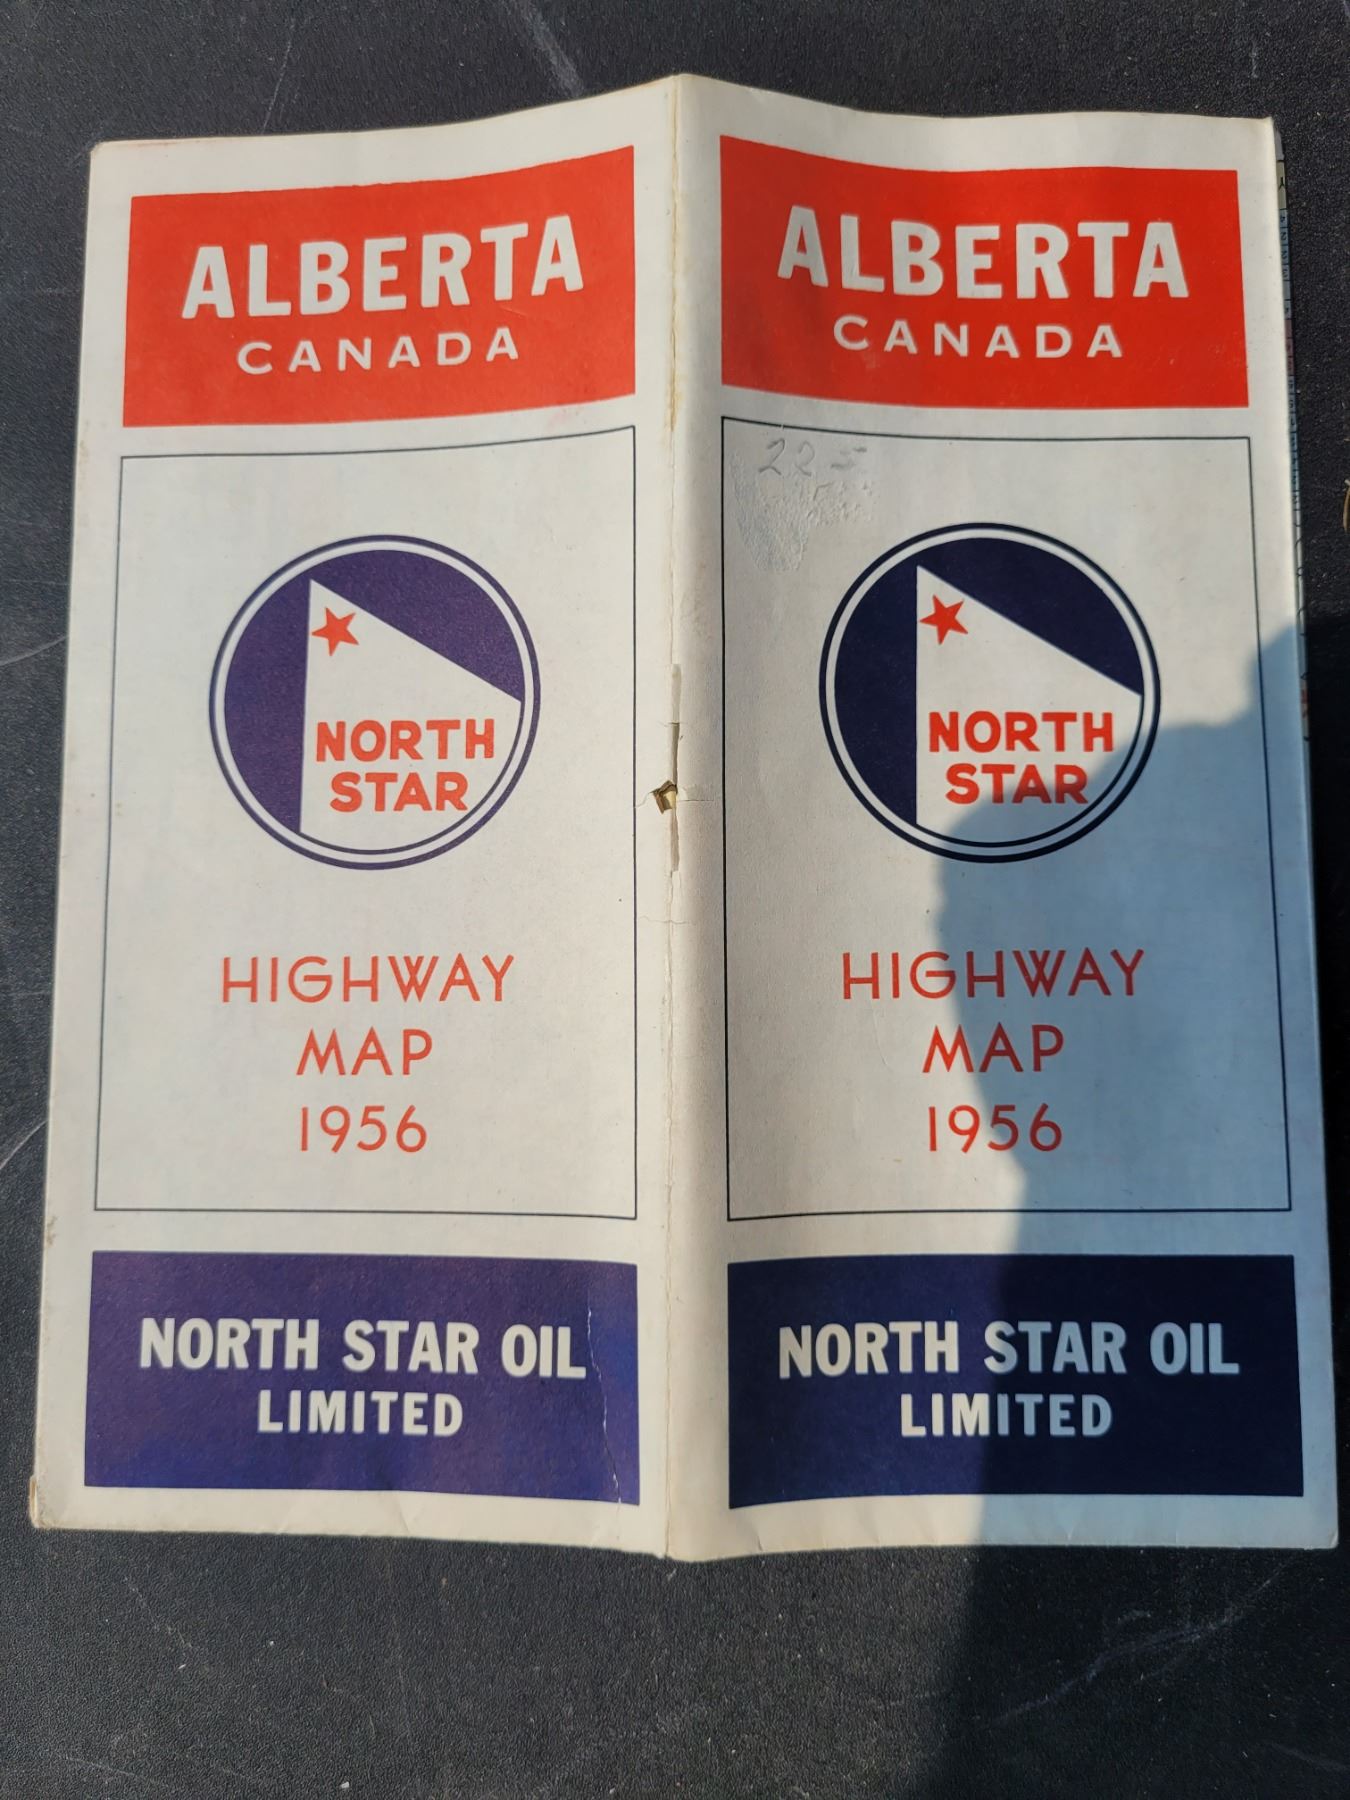 ALBERTA
CANADA
NORTH
STAR
HIGHWAY
MAP
1956
NORTH STAR OIL
LIMITED
ALBERTA
CANADA
22-
NORTH
STAR
HIGHWAY
MAP
1956
NORTH STAR OIL
LIMITED